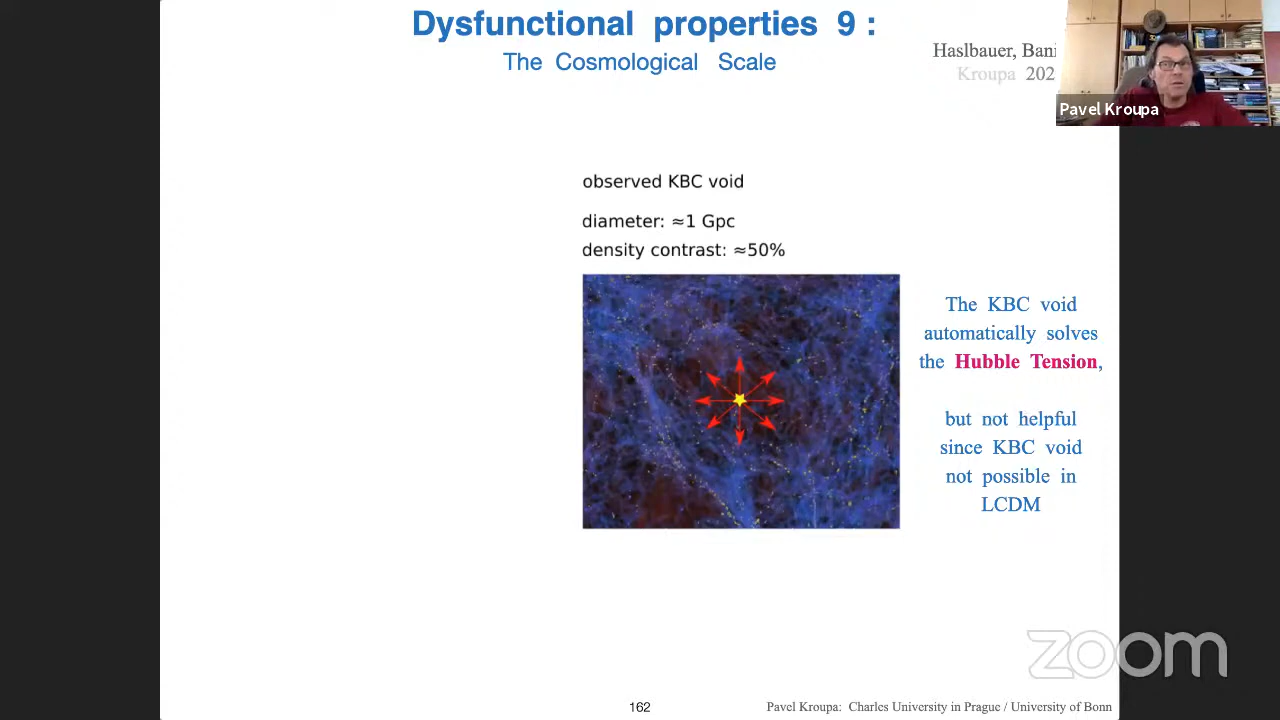 Dysfunctional properties 9 :
The Cosmological Scale
Haslbauer, Bani
Kroupa 202
Pavel Kroupa
observed KBC void
diameter: ≈1 Gpc
density contrast: ≈50%
The KBC void
automatically solves
the Hubble Tension,
but not helpful
since KBC void
not possible in
LCDM
zoom
162
Pavel Kroupa: Charles University in Prague / University of Bonn